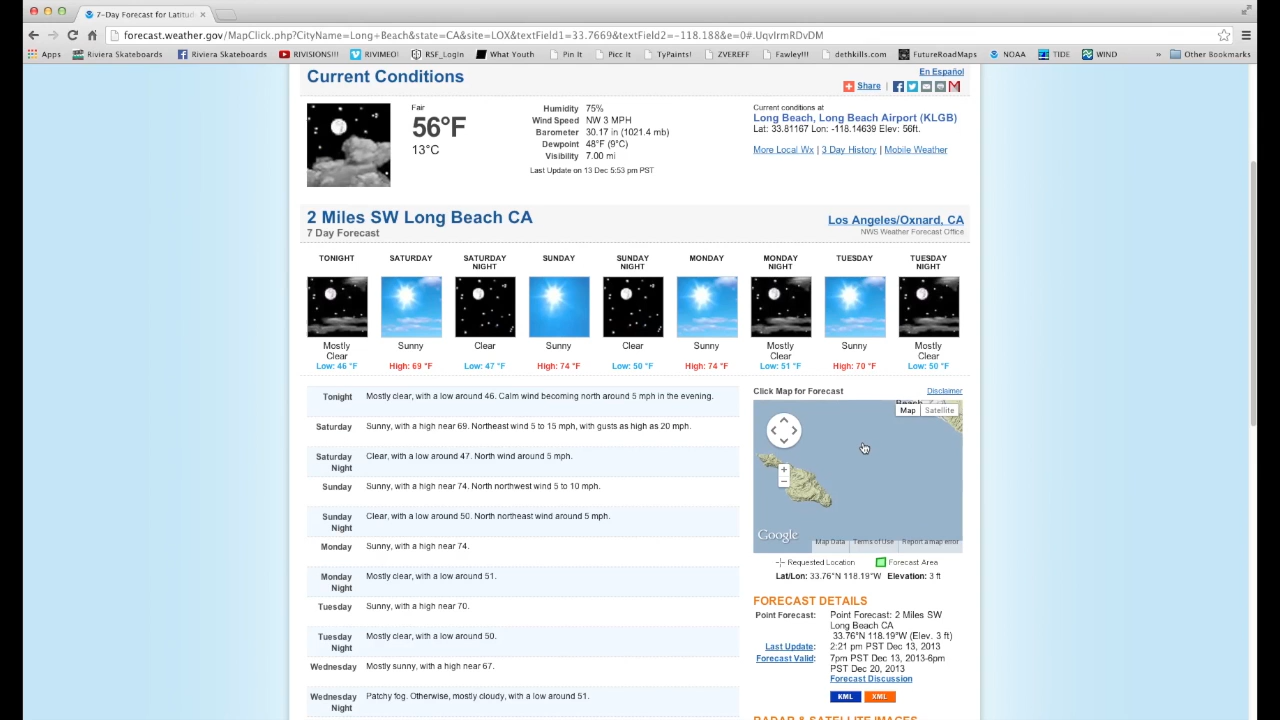 7-Day Forecast for Latitud
forecast.weather.gov/MapClick.php?CityName=Long+Beach&state=CA&site=LOX&textField1=33.7669&textField2=-118.188&e=0#.UqvIrmRDvDM
Apps Riviera Skateboards Riviera Skateboards RIVISIONS!!! RIVIMEO! RSF_LogIn What Youth Pin It Picc It TyPaints! ZVEREFF Fawley!!! dethkills.com FutureRoadMaps NOAA TIDE WIND » Other Bookmarks
Current Conditions
En Español
Share |
Fair
56°F
13°C
Humidity 75%
Wind Speed NW 3 MPH
Barometer 30.17 in (1021.4 mb)
Dewpoint 48°F (9°C)
Visibility 7.00 mi
Last Update on 13 Dec 5:53 pm PST
Current conditions at
Long Beach, Long Beach Airport (KLGB)
Lat: 33.81167 Lon: -118.14639 Elev: 56ft.
More Local Wx | 3 Day History | Mobile Weather
2 Miles SW Long Beach CA
7 Day Forecast
Los Angeles/Oxnard, CA
NWS Weather Forecast Office
TONIGHT
Mostly
Clear
Low: 46 °F
SATURDAY
Sunny
High: 69 °F
SATURDAY
NIGHT
Clear
Low: 47 °F
SUNDAY
Sunny
High: 74 °F
SUNDAY
NIGHT
Clear
Low: 50 °F
MONDAY
Sunny
High: 74 °F
MONDAY
NIGHT
Mostly
Clear
Low: 51 °F
TUESDAY
Sunny
High: 70 °F
TUESDAY
NIGHT
Mostly
Clear
Low: 50 °F
Tonight Mostly clear, with a low around 46. Calm wind becoming north around 5 mph in the evening.
Saturday Sunny, with a high near 69. Northeast wind 5 to 15 mph, with gusts as high as 20 mph.
Saturday Clear, with a low around 47. North wind around 5 mph.
Night
Sunday Sunny, with a high near 74. North northwest wind 5 to 10 mph.
Sunday Clear, with a low around 50. North northeast wind around 5 mph.
Night
Monday Sunny, with a high near 74.
Monday Mostly clear, with a low around 51.
Night
Tuesday Sunny, with a high near 70.
Tuesday Mostly clear, with a low around 50.
Night
Wednesday Mostly sunny, with a high near 67.
Wednesday Patchy fog. Otherwise, mostly cloudy, with a low around 51.
Night
Click Map for Forecast
Disclaimer
Beach
Map Satellite
+
−
Google
Map Data Terms of Use Report a map error
Requested Location Forecast Area
Lat/Lon: 33.76°N 118.19°W Elevation: 3 ft
FORECAST DETAILS
Point Forecast: Point Forecast: 2 Miles SW
Long Beach CA
33.76°N 118.19°W (Elev. 3 ft)
Last Update: 2:21 pm PST Dec 13, 2013
Forecast Valid: 7pm PST Dec 13, 2013-6pm
PST Dec 20, 2013
Forecast Discussion
KML XML
RADAR & SATELLITE IMAGES